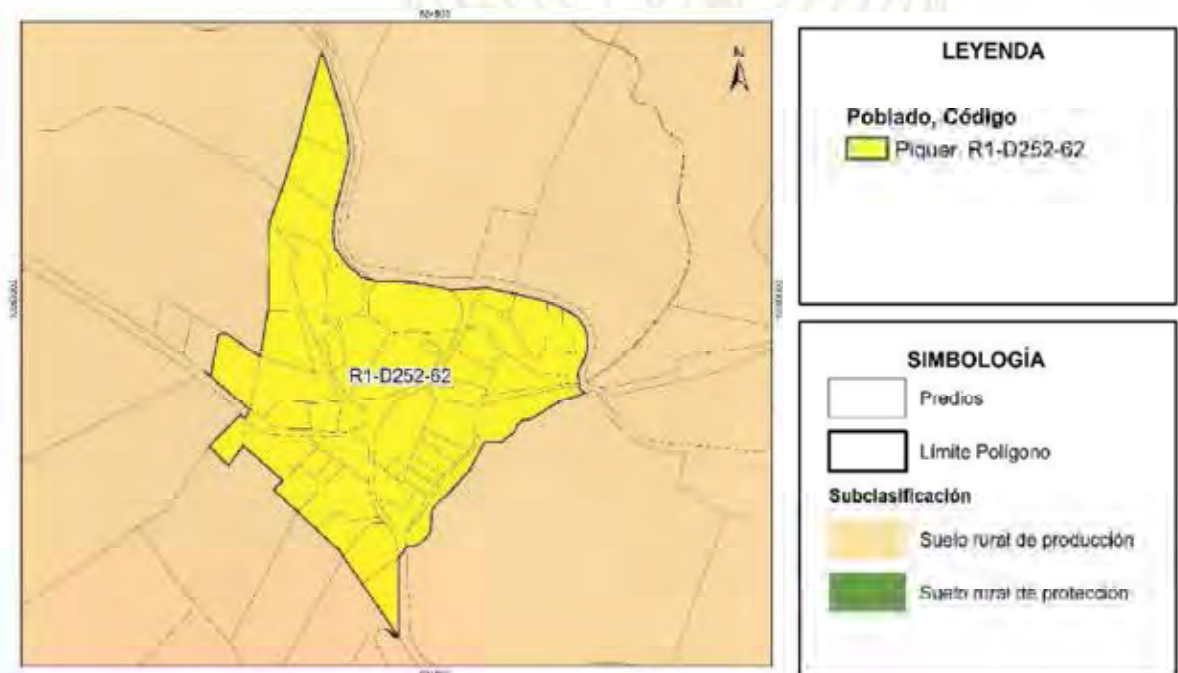 N
R1-D252-62
LEYENDA
Poblado, Código
Piquer, R1-D252-62
SIMBOLOGÍA
Predios
Límite Polígono
Subclasificación
Suelo rural de producción
Suelo rural de protección